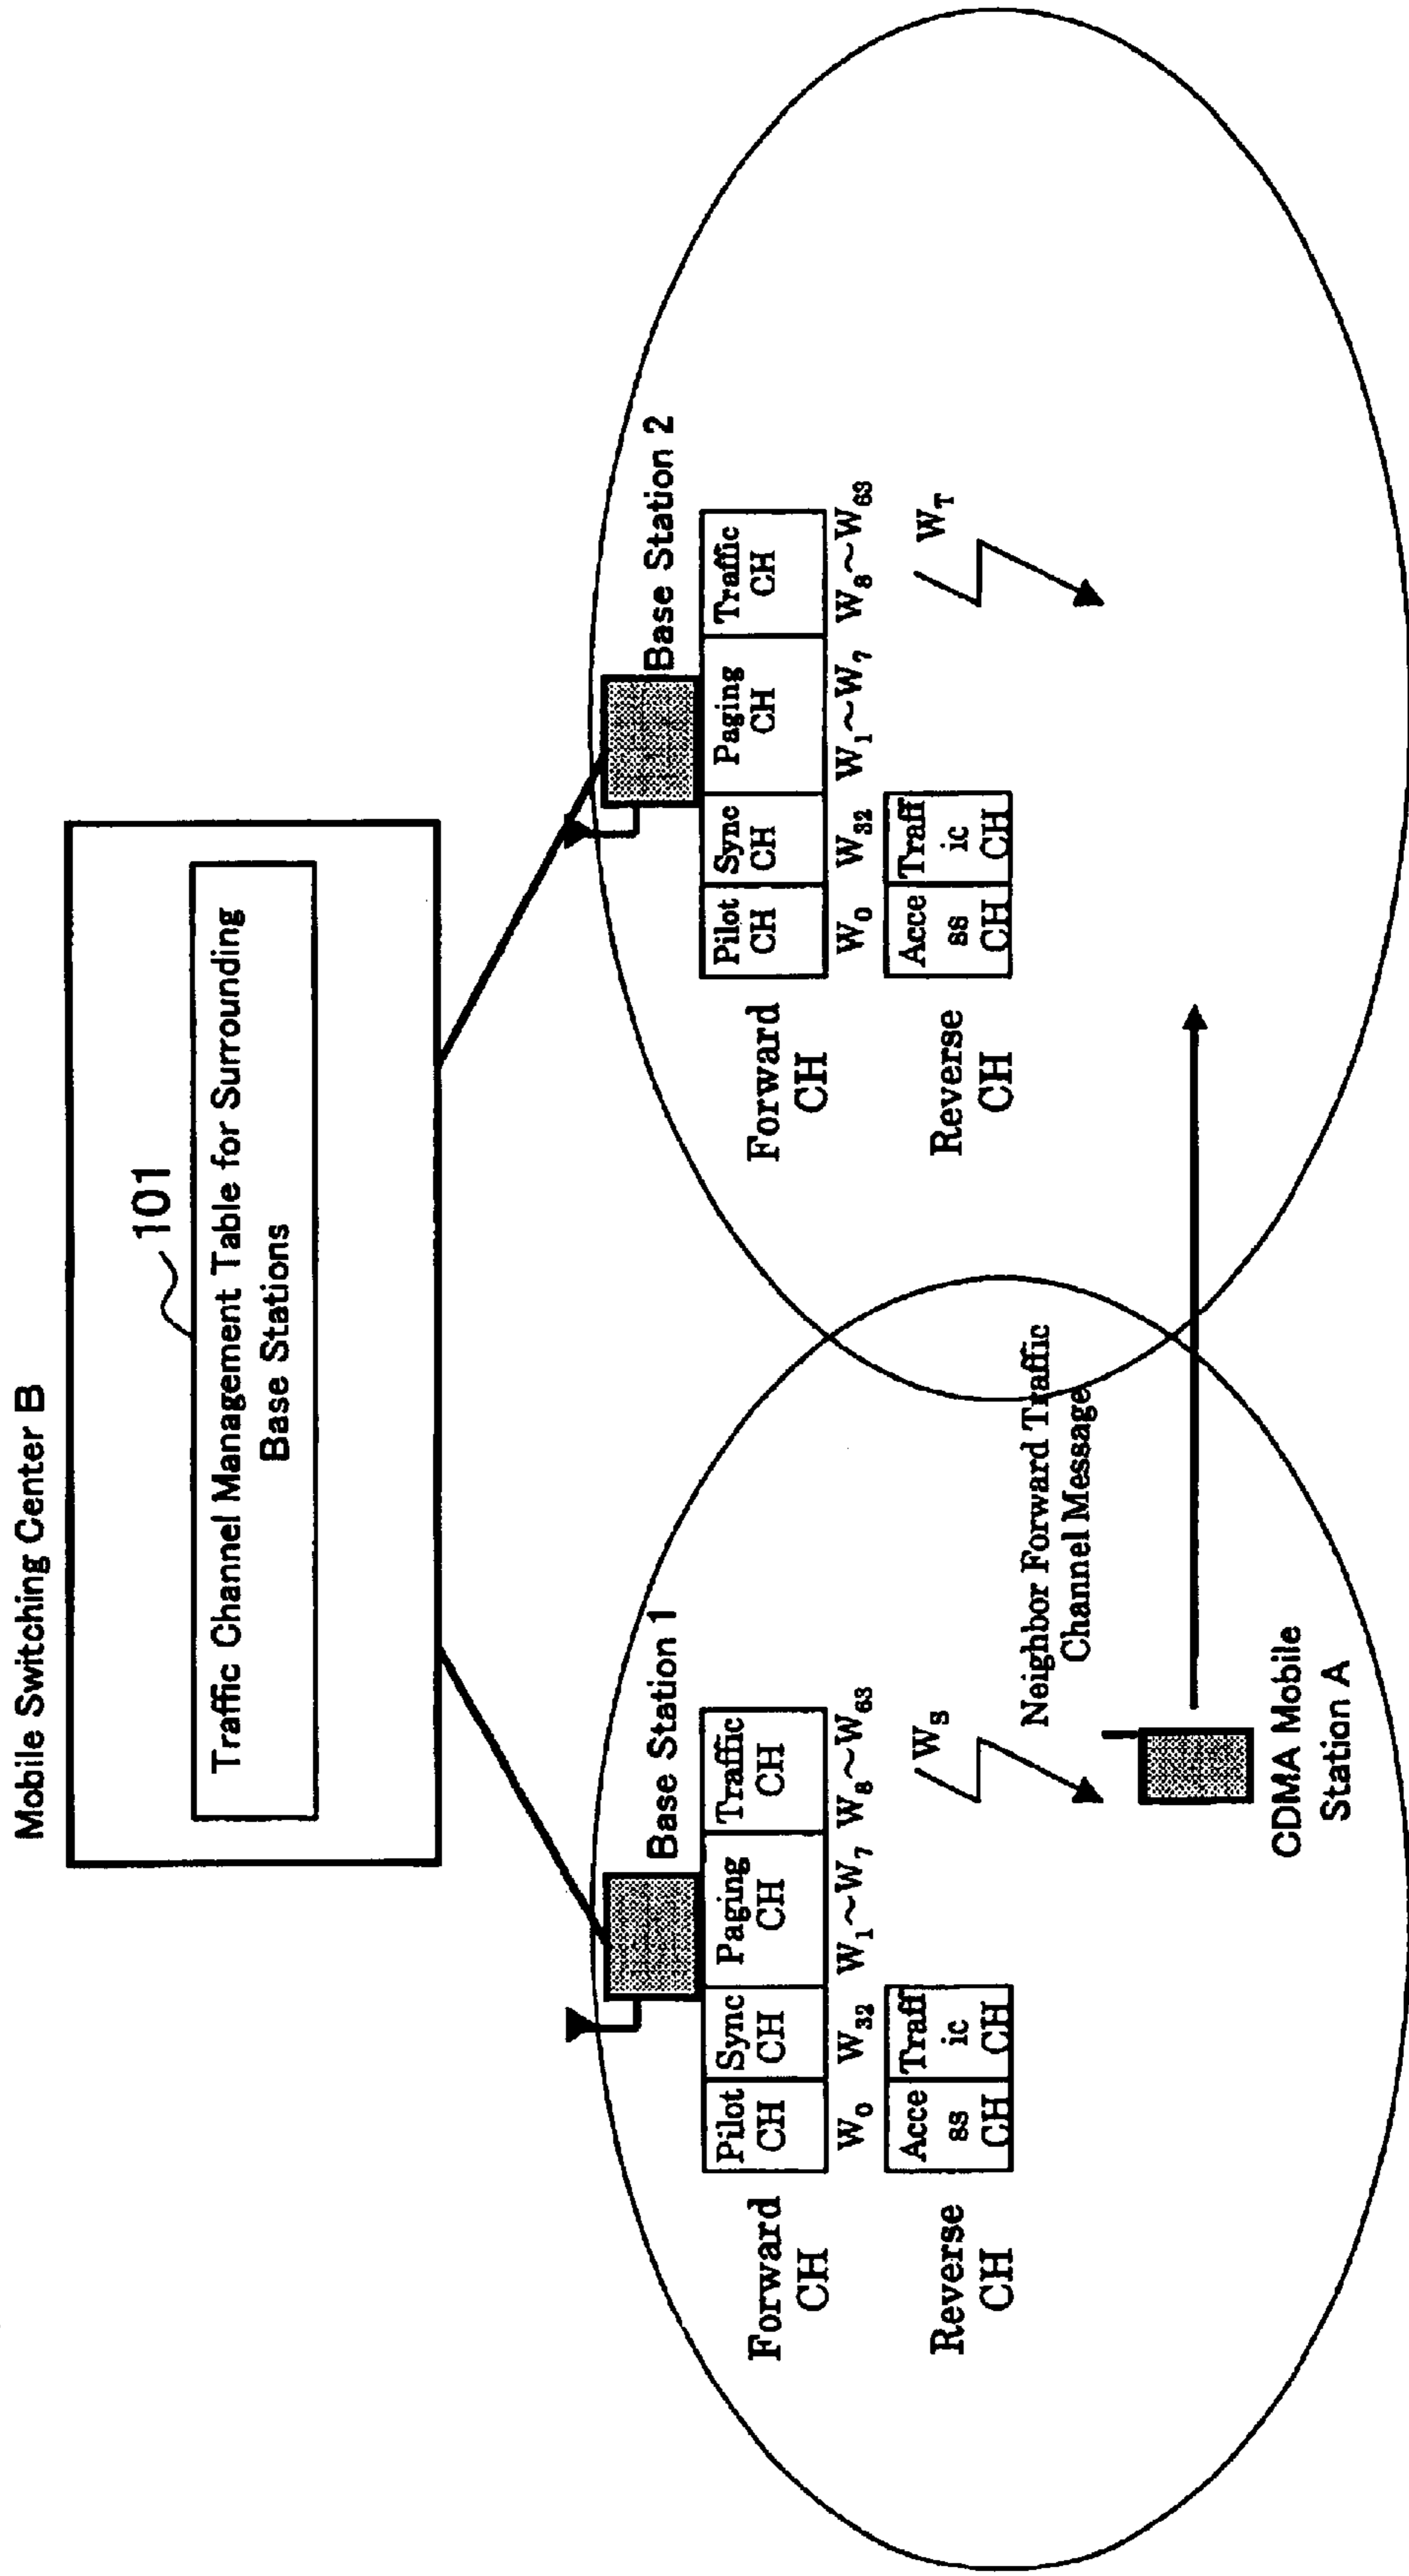 Mobile Switching Center B
101
Traffic Channel Management Table for Surrounding
Base Stations
Base Station 1
Forward
CH
Pilot
CH
Sync
CH
Paging
CH
Traffic
CH
W₀ W₃₂ W₁～W₇ W₈～W₆₃
Reverse
CH
Acce
ss
CH
Traff
ic
CH
W_S
Neighbor Forward Traffic
Channel Message
CDMA Mobile
Station A
Base Station 2
Forward
CH
Pilot
CH
Sync
CH
Paging
CH
Traffic
CH
W₀ W₃₂ W₁～W₇ W₈～W₆₃
Reverse
CH
Acce
ss
CH
Traff
ic
CH
W_T